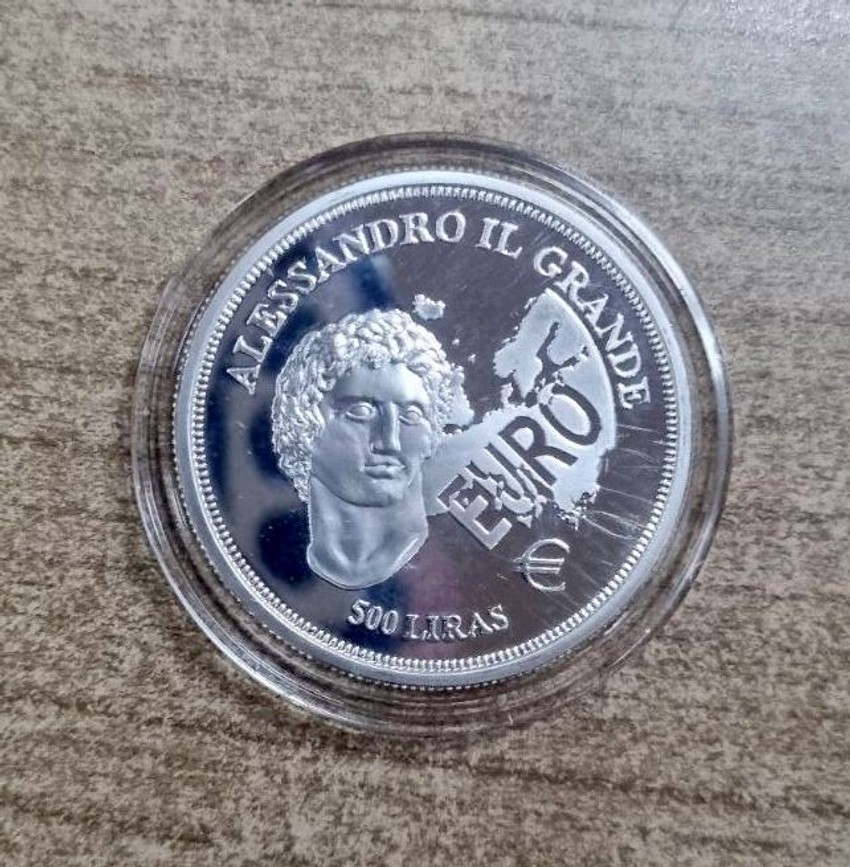 ALESSANDRO IL GRANDE
EURO
€
500 LIRAS